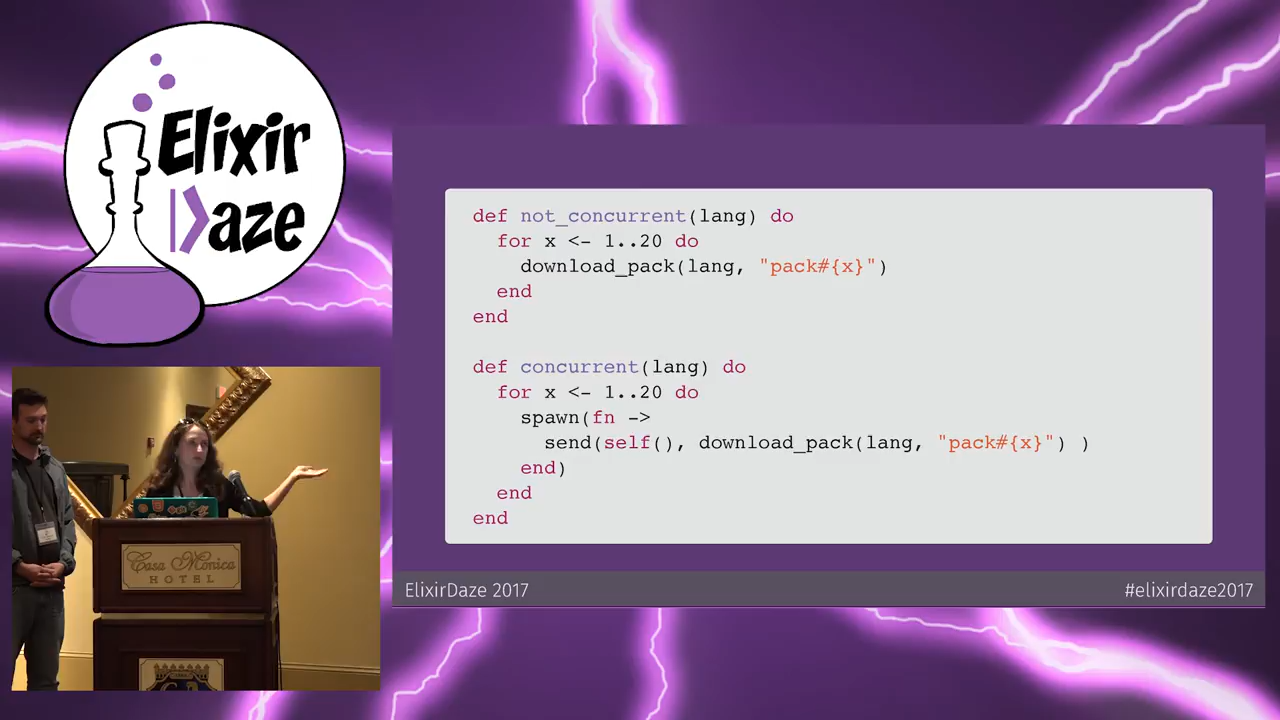 Elixir
Daze
def not_concurrent(lang) do
  for x <- 1..20 do
    download_pack(lang, "pack#{x}")
  end
end
def concurrent(lang) do
  for x <- 1..20 do
    spawn(fn ->
      send(self(), download_pack(lang, "pack#{x}") )
    end)
  end
end
Casa Monica
HOTEL
ElixirDaze 2017
#elixirdaze2017